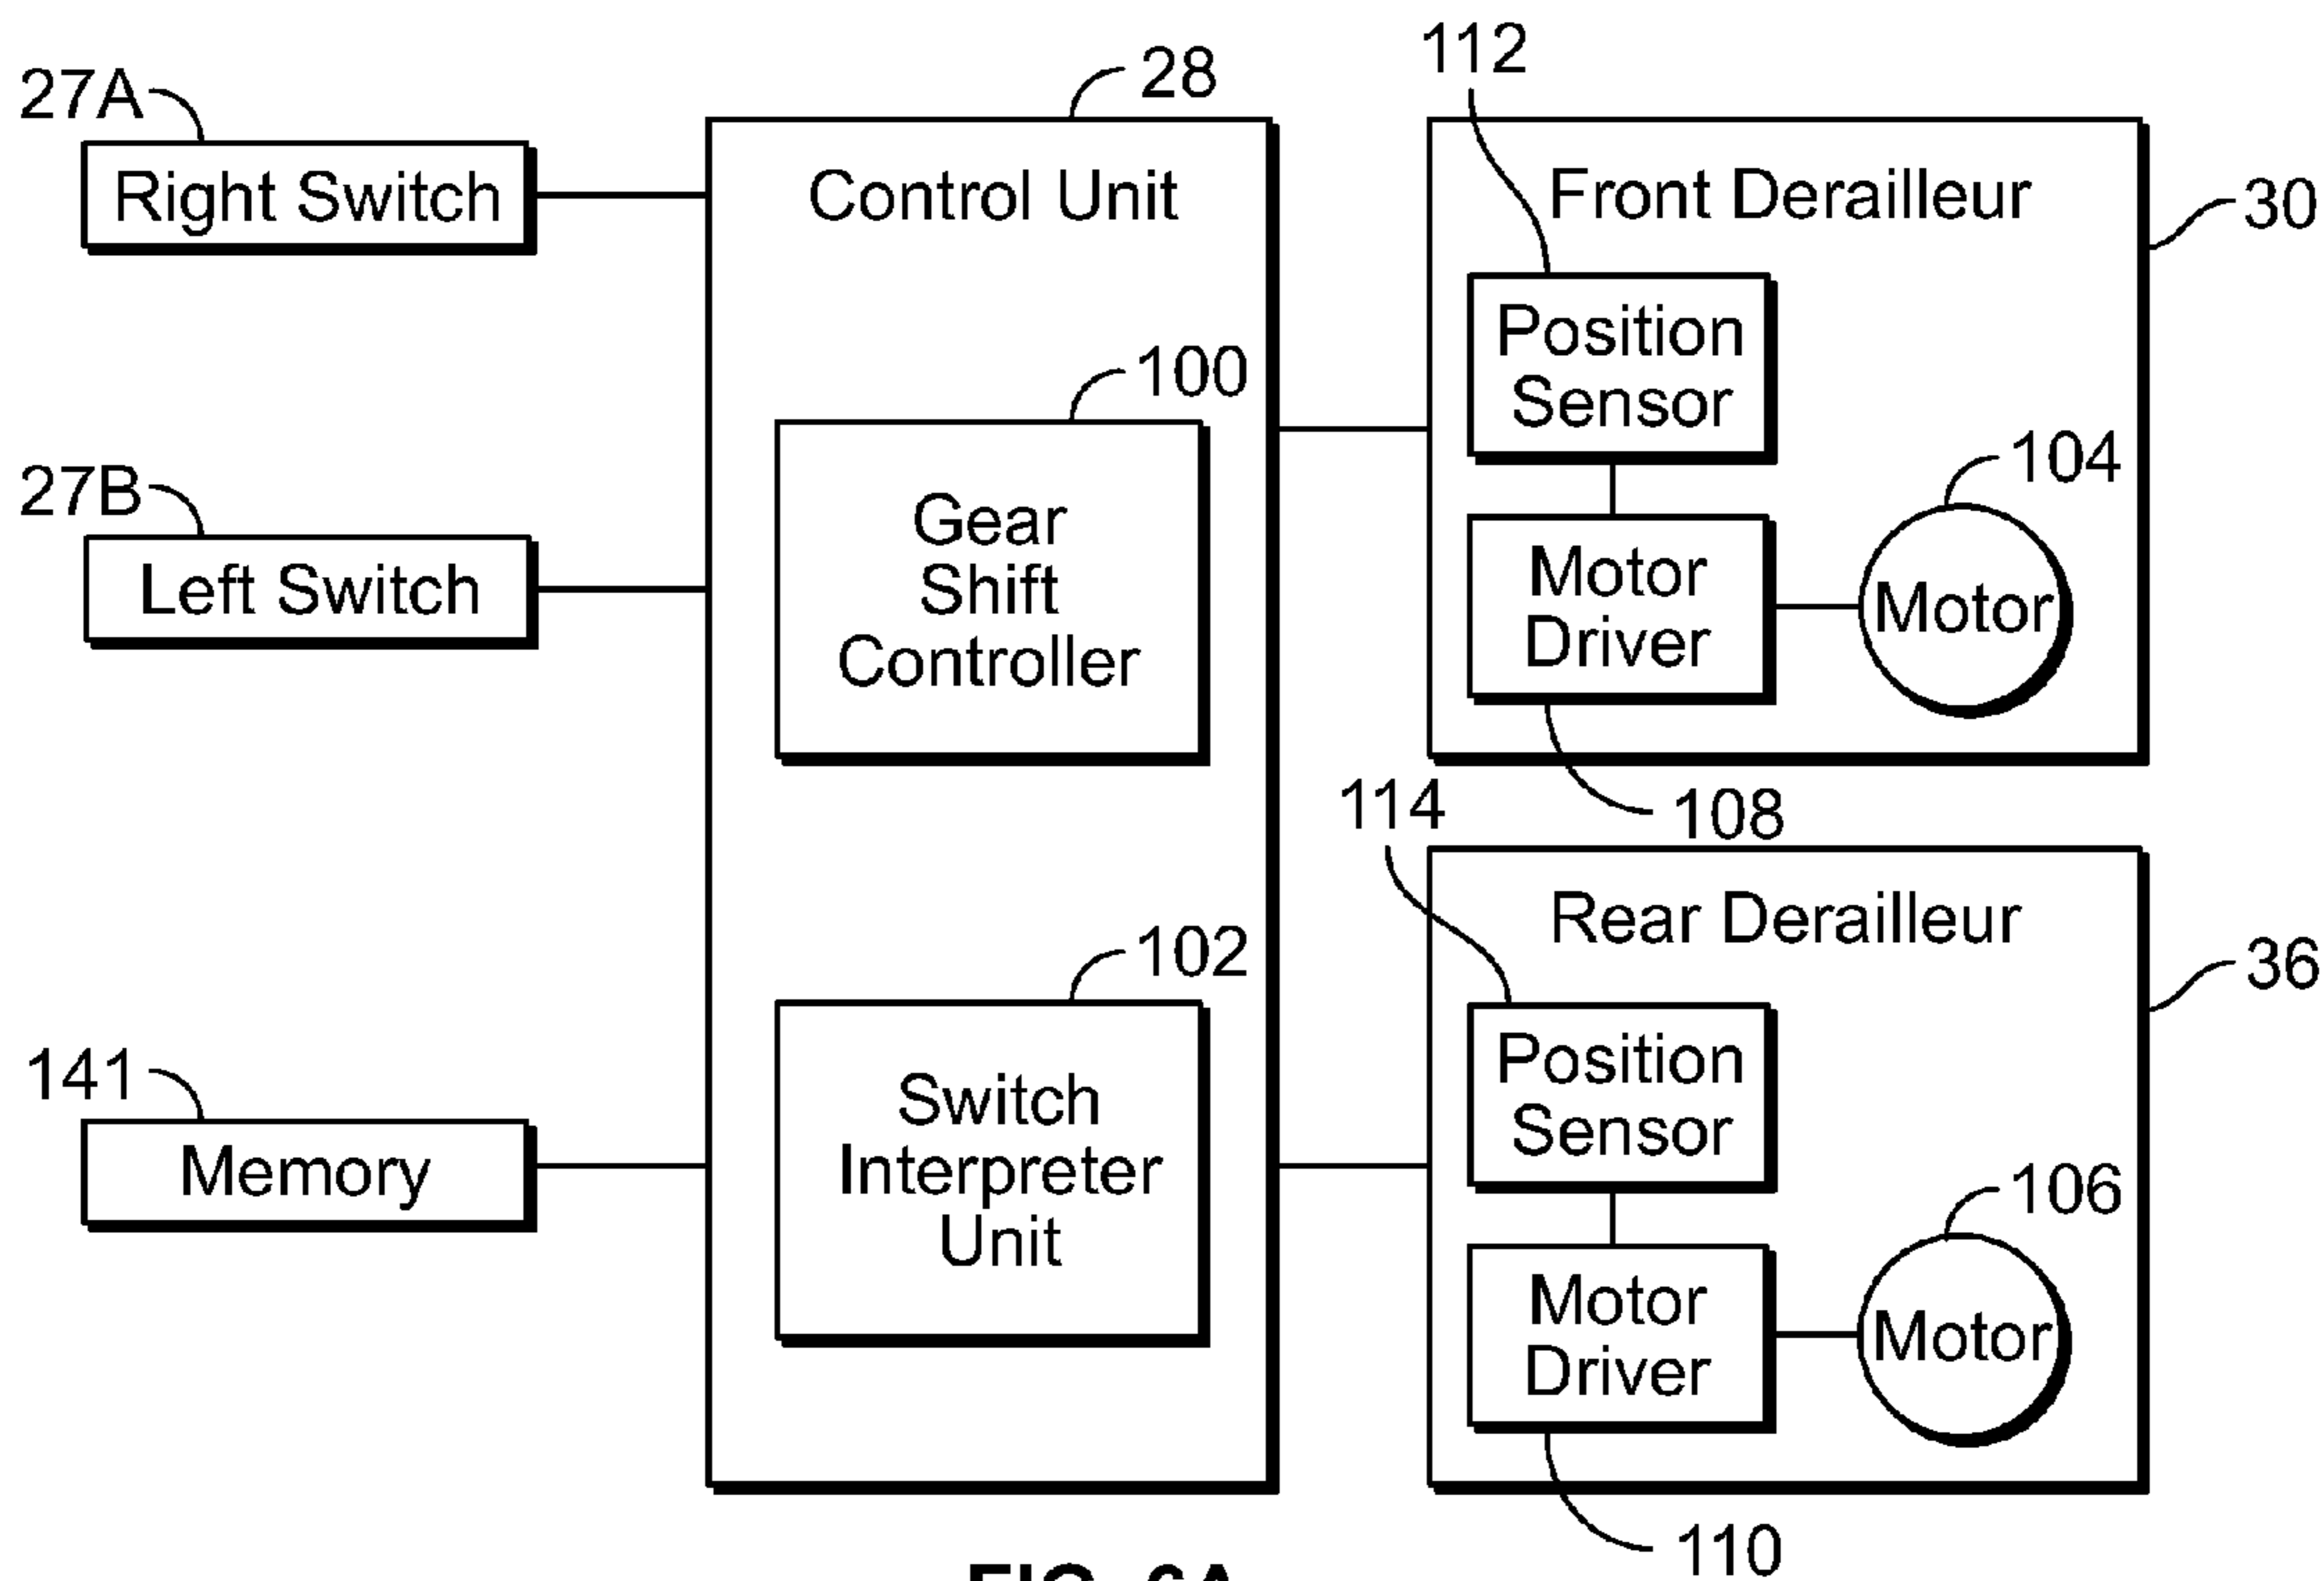 27A
Right Switch
27B
Left Switch
141
Memory
28
Control Unit
100
Gear
Shift
Controller
102
Switch
Interpreter
Unit
112
Front Derailleur
30
Position
Sensor
104
Motor
Driver
Motor
108
114
Rear Derailleur
36
Position
Sensor
106
Motor
Driver
Motor
110
FIG. 6A